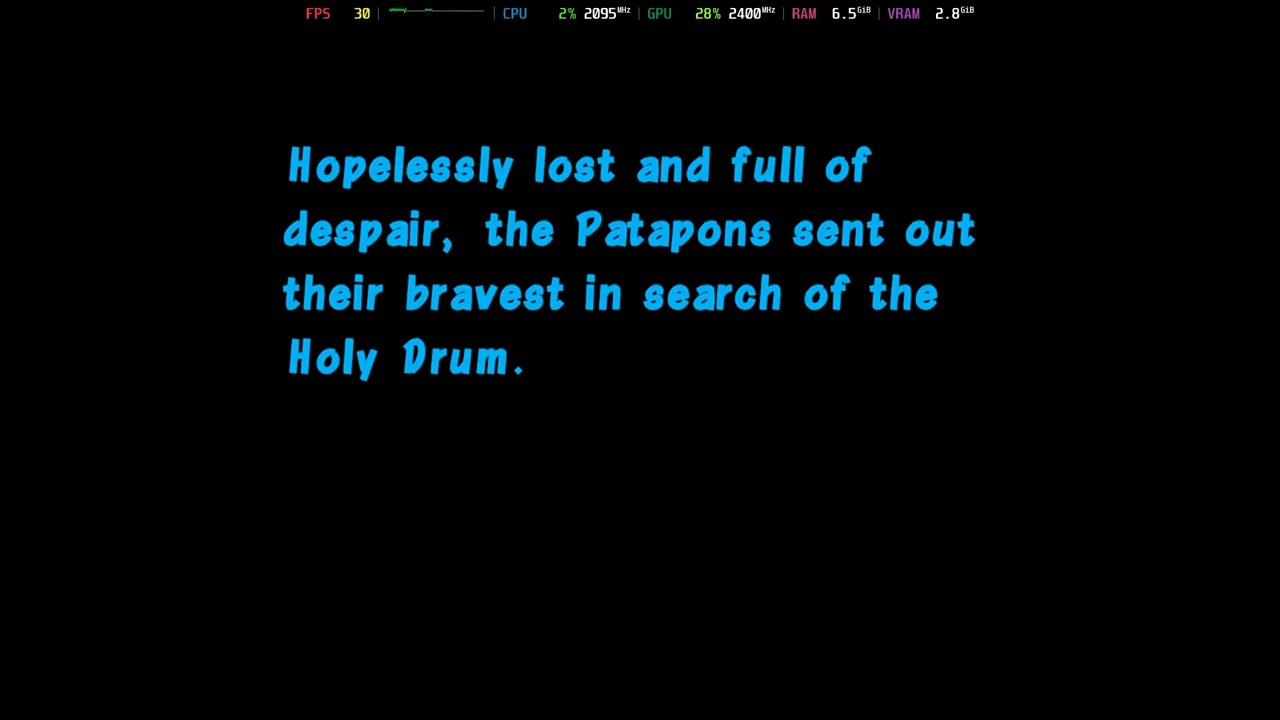 FPS 30 | CPU 2% 2095MHz | GPU 28% 2400MHz | RAM 6.5GiB | VRAM 2.8GiB
Hopelessly lost and full of
despair, the Patapons sent out
their bravest in search of the
Holy Drum.